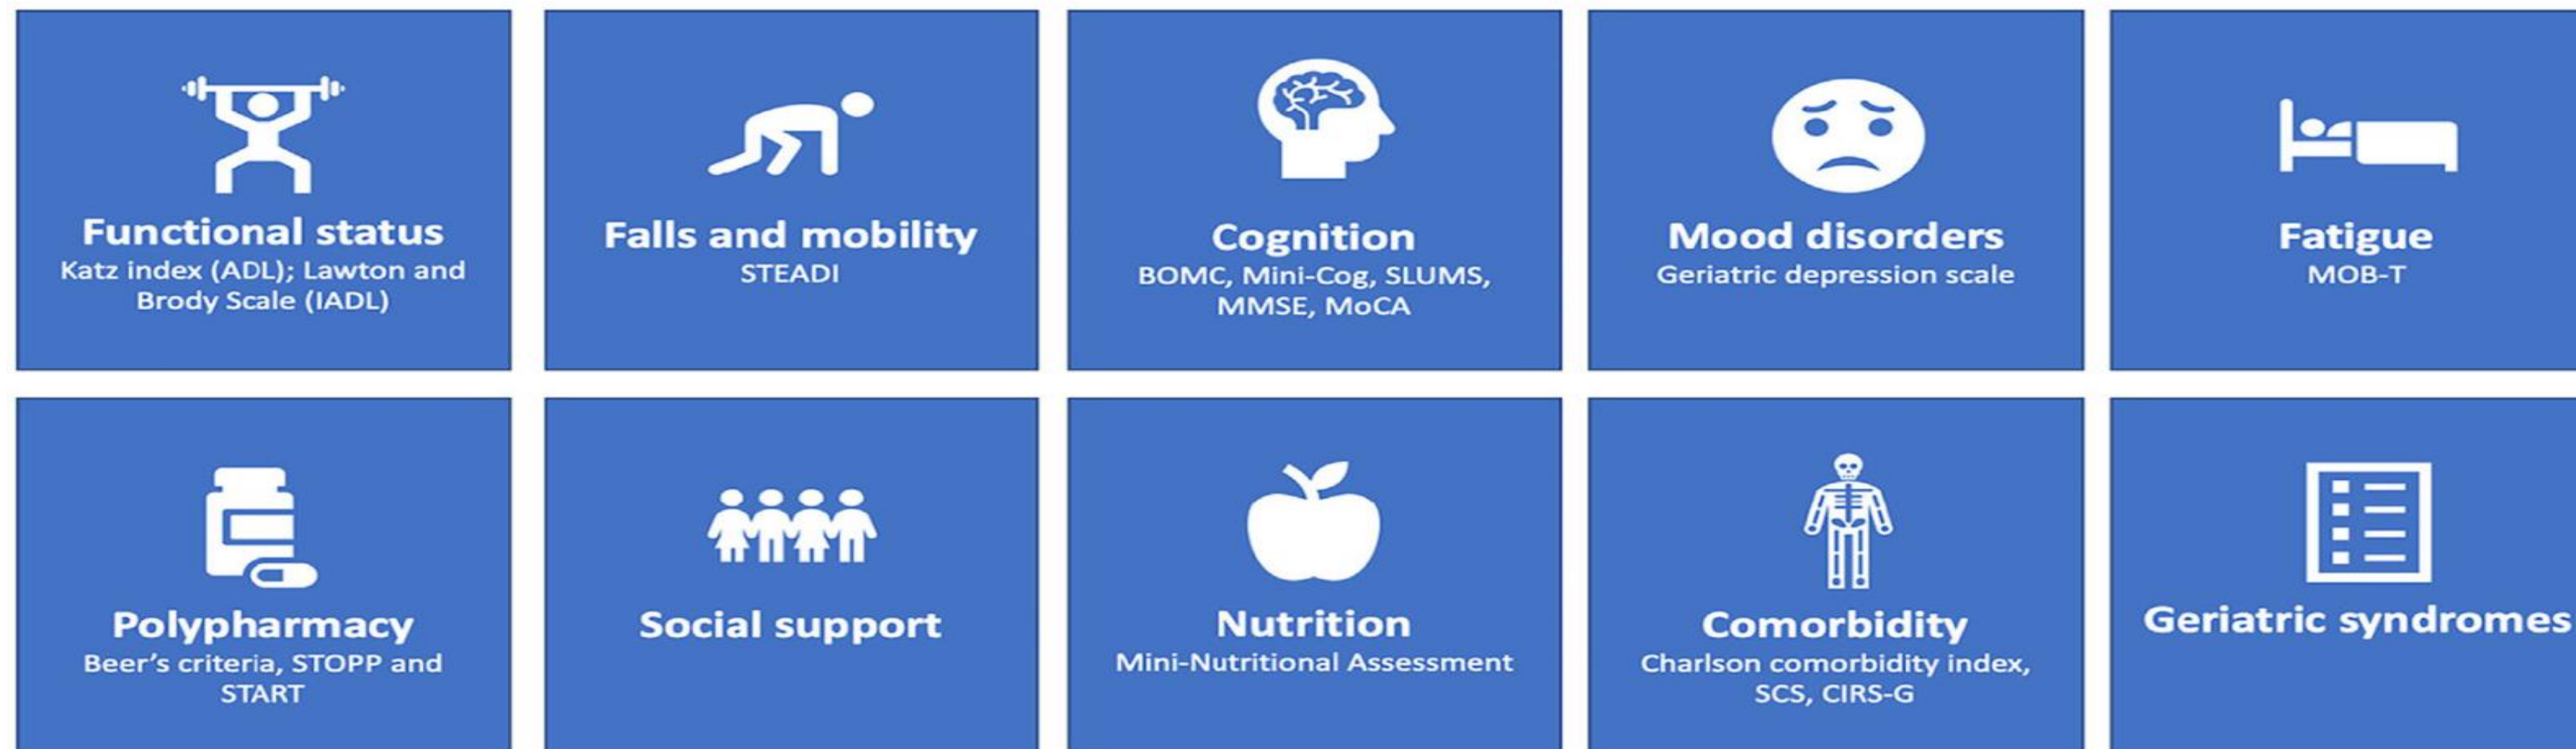 Functional status
Katz index (ADL); Lawton and
Brody Scale (IADL)
Falls and mobility
STEADI
Cognition
BOMC, Mini-Cog, SLUMS,
MMSE, MoCA
Mood disorders
Geriatric depression scale
Fatigue
MOB-T
Polypharmacy
Beer's criteria, STOPP and
START
Social support
Nutrition
Mini-Nutritional Assessment
Comorbidity
Charlson comorbidity index,
SCS, CIRS-G
Geriatric syndromes